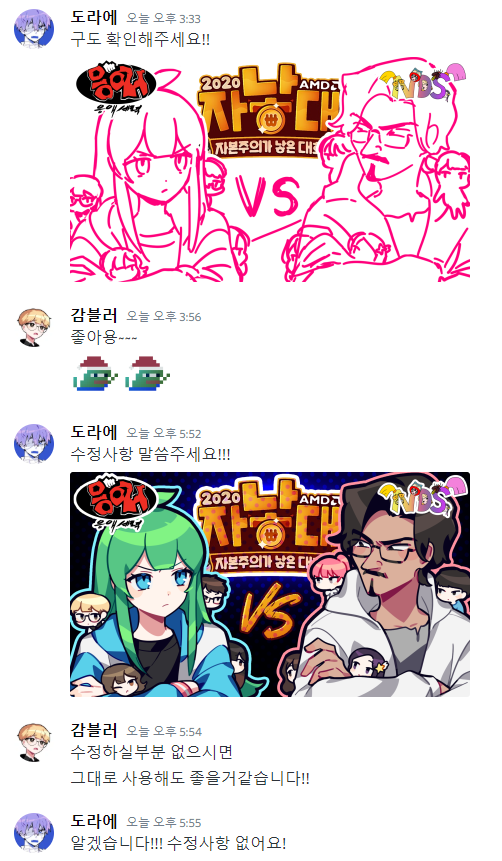 도라에 오늘 오후 3:33
구도 확인해주세요!!
응애
응애세대
2020
AMD
자낳대
자본주의가 낳은 대
NDS
VS
감블러 오늘 오후 3:56
좋아용~~~
도라에 오늘 오후 5:52
수정사항 말씀주세요!!!
2020
AMD
자낳대
자본주의가 낳은 대
NDS
VS
감블러 오늘 오후 5:54
수정하실부분 없으시면
그대로 사용해도 좋을거같습니다!!
도라에 오늘 오후 5:55
알겠습니다!!! 수정사항 없어요!